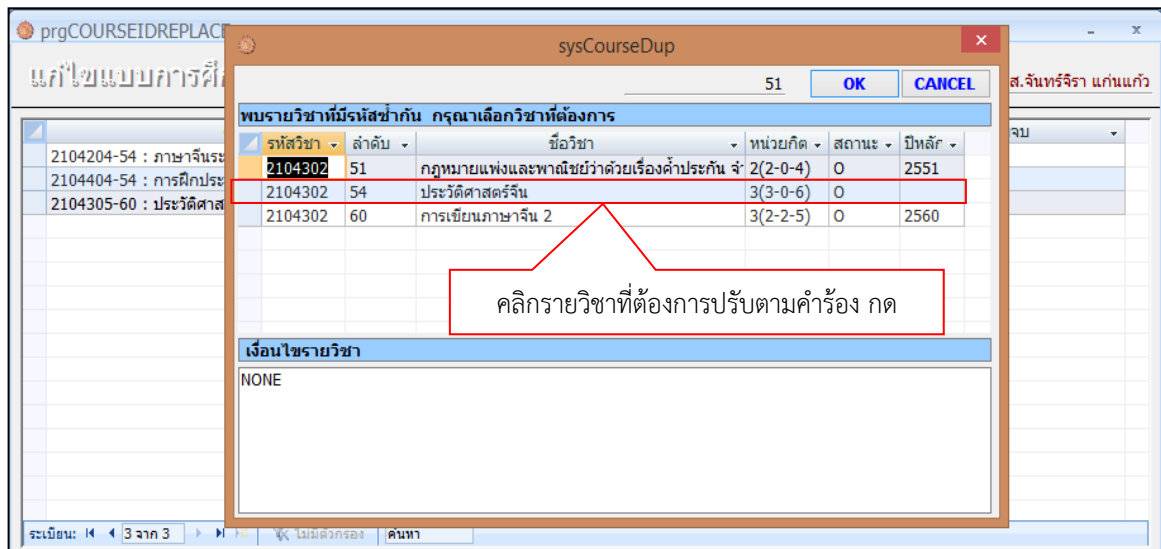 prgCOURSEIDREPLACE
sysCourseDup
แก้ไขแบบการศึก
51 OK CANCEL
ส.จันทร์จิรา แก่นแก้ว
พบรายวิชาที่มีรหัสซ้ำกัน กรุณาเลือกวิชาที่ต้องการ
รหัสวิชา ลำดับ ชื่อวิชา หน่วยกิต สถานะ ปีหลัก
จบ
2104204-54 : ภาษาจีนระ
2104404-54 : การฝึกประ
2104305-60 : ประวัติศาส
2104302 51 กฎหมายแพ่งและพาณิชย์ว่าด้วยเรื่องค้ำประกัน จำ 2(2-0-4) O 2551
2104302 54 ประวัติศาสตร์จีน 3(3-0-6) O
2104302 60 การเขียนภาษาจีน 2 3(2-2-5) O 2560
คลิกรายวิชาที่ต้องการปรับตามคำร้อง กด
เงื่อนไขรายวิชา
NONE
ระเบียน: 3 จาก 3 ไม่มีตัวกรอง ค้นหา